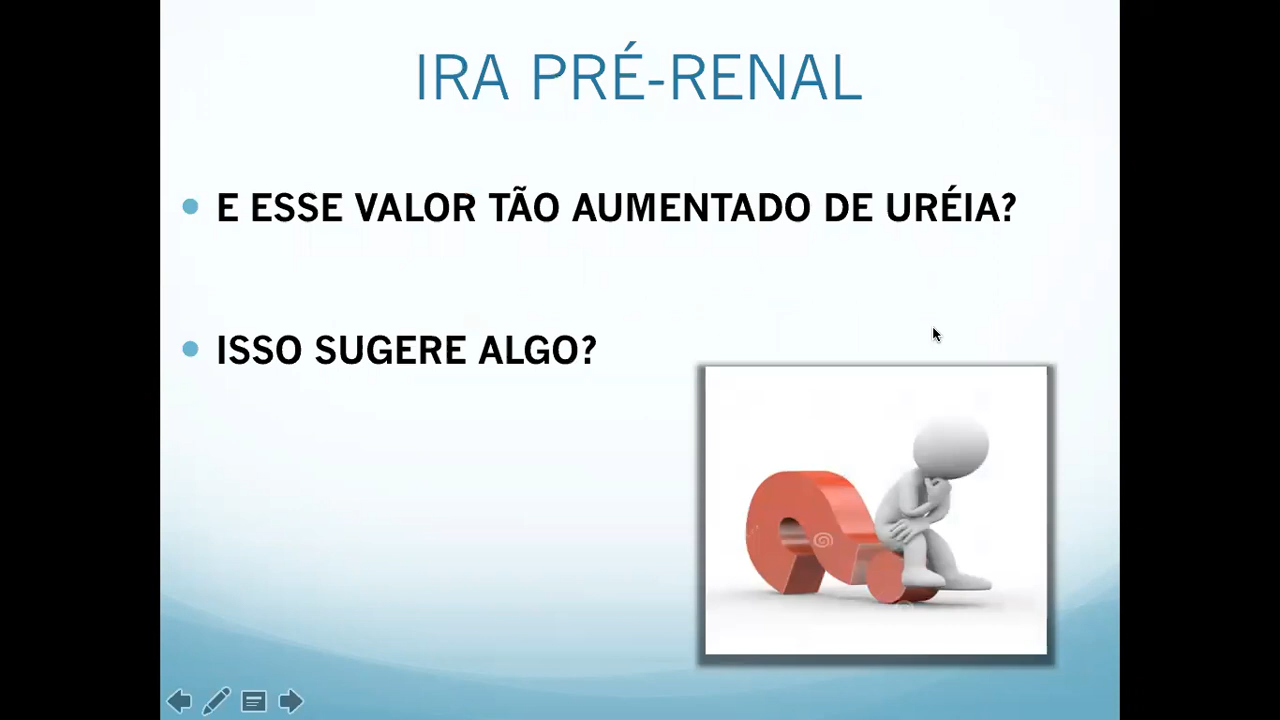 IRA PRÉ-RENAL
E ESSE VALOR TÃO AUMENTADO DE URÉIA?
ISSO SUGERE ALGO?